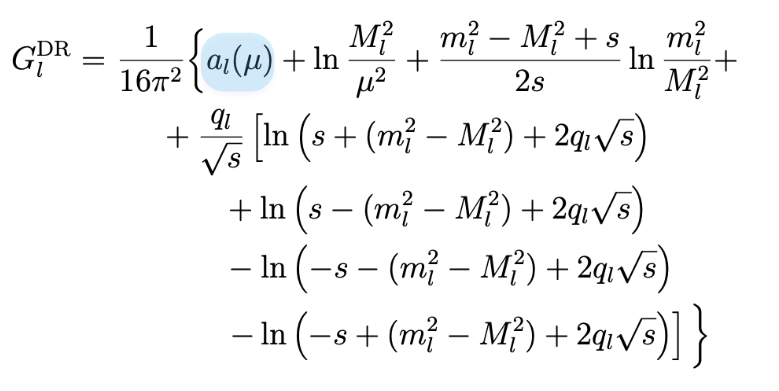 $G_l^{\mathrm{DR}} = \frac{1}{16\pi^2} \Big\{ a_l(\mu) + \ln \frac{M_l^2}{\mu^2} + \frac{m_l^2 - M_l^2 + s}{2s} \ln \frac{m_l^2}{M_l^2} +$
$+ \frac{q_l}{\sqrt{s}} \Big[ \ln \left( s + (m_l^2 - M_l^2) + 2q_l\sqrt{s} \right)$
$+ \ln \left( s - (m_l^2 - M_l^2) + 2q_l\sqrt{s} \right)$
$- \ln \left( -s - (m_l^2 - M_l^2) + 2q_l\sqrt{s} \right)$
$- \ln \left( -s + (m_l^2 - M_l^2) + 2q_l\sqrt{s} \right) \Big] \Big\}$